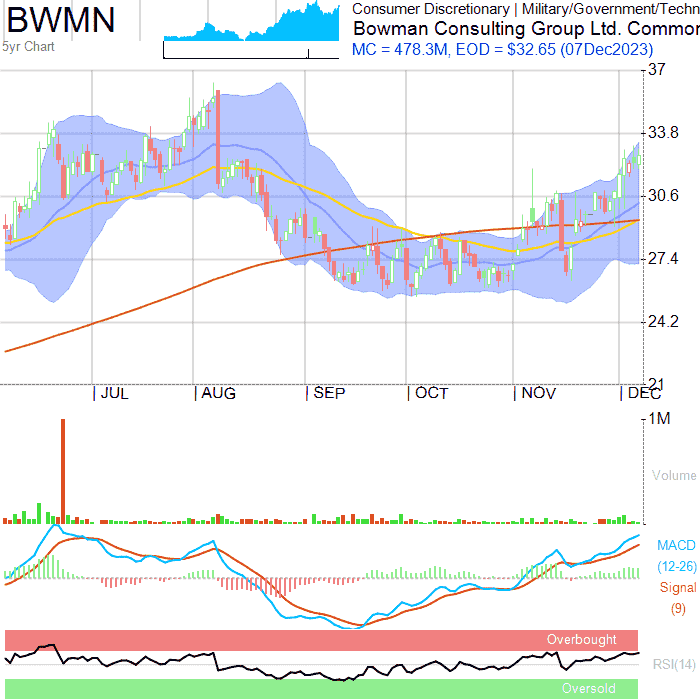 BWMN
5yr Chart
Consumer Discretionary | Military/Government/Techn
Bowman Consulting Group Ltd. Common
MC = 478.3M, EOD = $32.65 (07Dec2023)
37
33.8
30.6
27.4
24.2
21
JUL
AUG
SEP
OCT
NOV
DEC
1M
Volume
MACD
(12-26)
Signal
(9)
Overbought
RSI(14)
Oversold